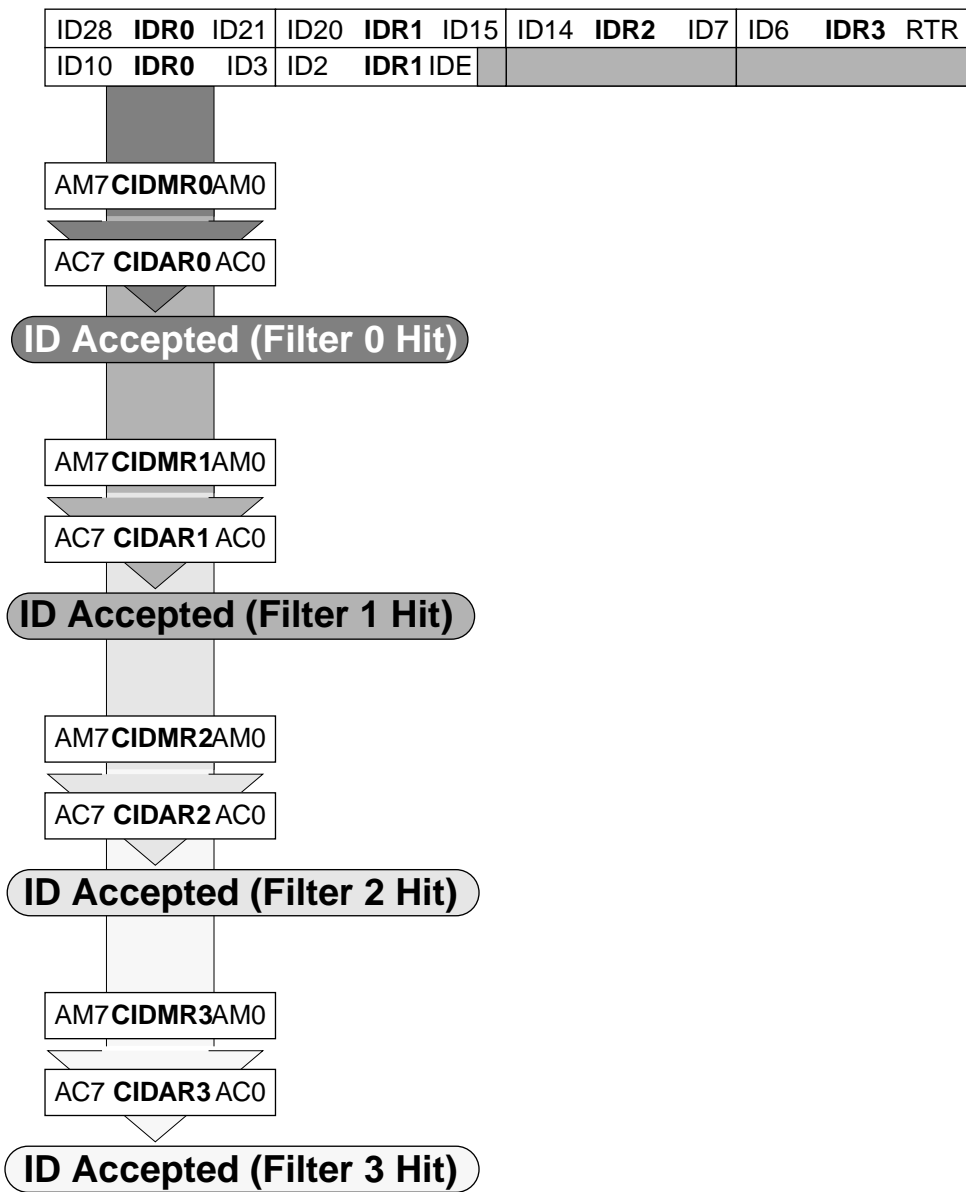 ID28 IDR0 ID21 ID20 IDR1 ID15 ID14 IDR2 ID7 ID6 IDR3 RTR
ID10 IDR0 ID3 ID2 IDR1 IDE
AM7 CIDMR0 AM0
AC7 CIDAR0 AC0
ID Accepted (Filter 0 Hit)
AM7 CIDMR1 AM0
AC7 CIDAR1 AC0
ID Accepted (Filter 1 Hit)
AM7 CIDMR2 AM0
AC7 CIDAR2 AC0
ID Accepted (Filter 2 Hit)
AM7 CIDMR3 AM0
AC7 CIDAR3 AC0
ID Accepted (Filter 3 Hit)